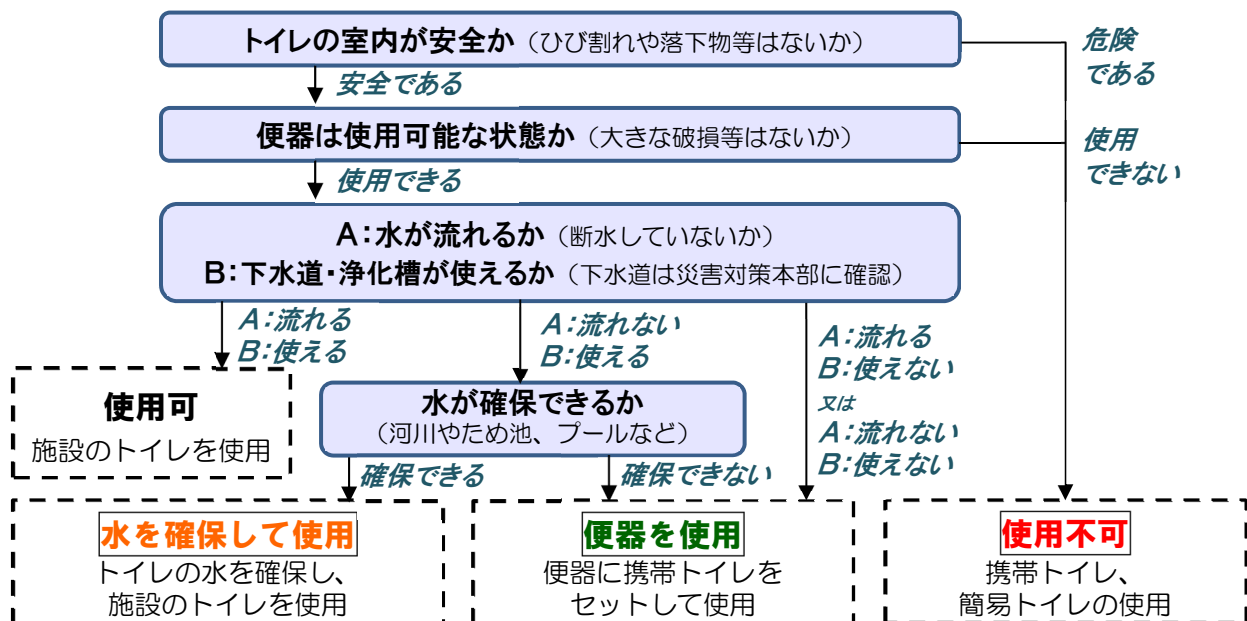 トイレの室内が安全か（ひび割れや落下物等はないか）
危険
である
安全である
便器は使用可能な状態か（大きな破損等はないか）
使用
できない
使用できる
A：水が流れるか（断水していないか）
B：下水道・浄化槽が使えるか（下水道は災害対策本部に確認）
A：流れる
B：使える
A：流れない
B：使える
A：流れる
B：使えない
又は
A：流れない
B：使えない
使用可
施設のトイレを使用
水が確保できるか
（河川やため池、プールなど）
確保できる
確保できない
水を確保して使用
トイレの水を確保し、
施設のトイレを使用
便器を使用
便器に携帯トイレを
セットして使用
使用不可
携帯トイレ、
簡易トイレの使用